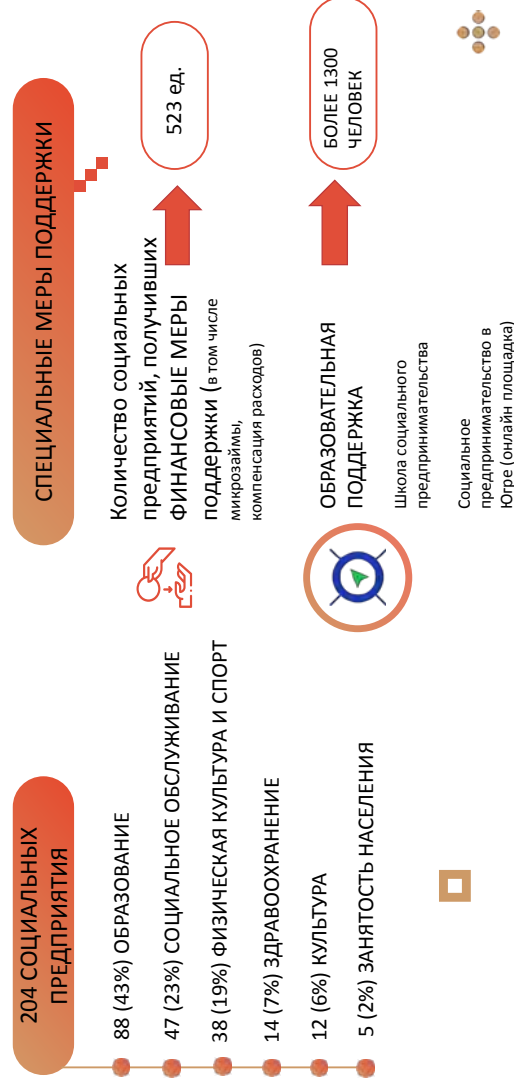 204 СОЦИАЛЬНЫХ
ПРЕДПРИЯТИЯ
88 (43%) ОБРАЗОВАНИЕ
47 (23%) СОЦИАЛЬНОЕ ОБСЛУЖИВАНИЕ
38 (19%) ФИЗИЧЕСКАЯ КУЛЬТУРА И СПОРТ
14 (7%) ЗДРАВООХРАНЕНИЕ
12 (6%) КУЛЬТУРА
5 (2%) ЗАНЯТОСТЬ НАСЕЛЕНИЯ
СПЕЦИАЛЬНЫЕ МЕРЫ ПОДДЕРЖКИ
Количество социальных
предприятий, получивших
ФИНАНСОВЫЕ МЕРЫ
поддержки (в том числе
микрозаймы,
компенсация расходов)
523 ед.
ОБРАЗОВАТЕЛЬНАЯ
ПОДДЕРЖКА
Школа социального
предпринимательства
Социальное
предпринимательство в
Югре (онлайн площадка)
БОЛЕЕ 1300
ЧЕЛОВЕК